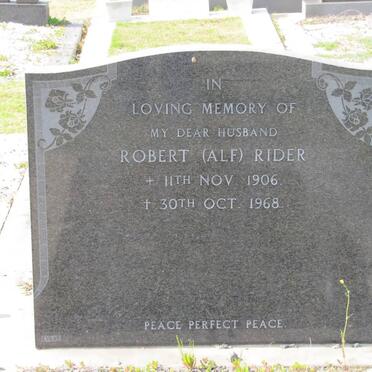 IN
LOVING MEMORY OF
MY DEAR HUSBAND
ROBERT (ALF) RIDER
+ 11TH NOV. 1906.
† 30TH OCT. 1968.
PEACE PERFECT PEACE.